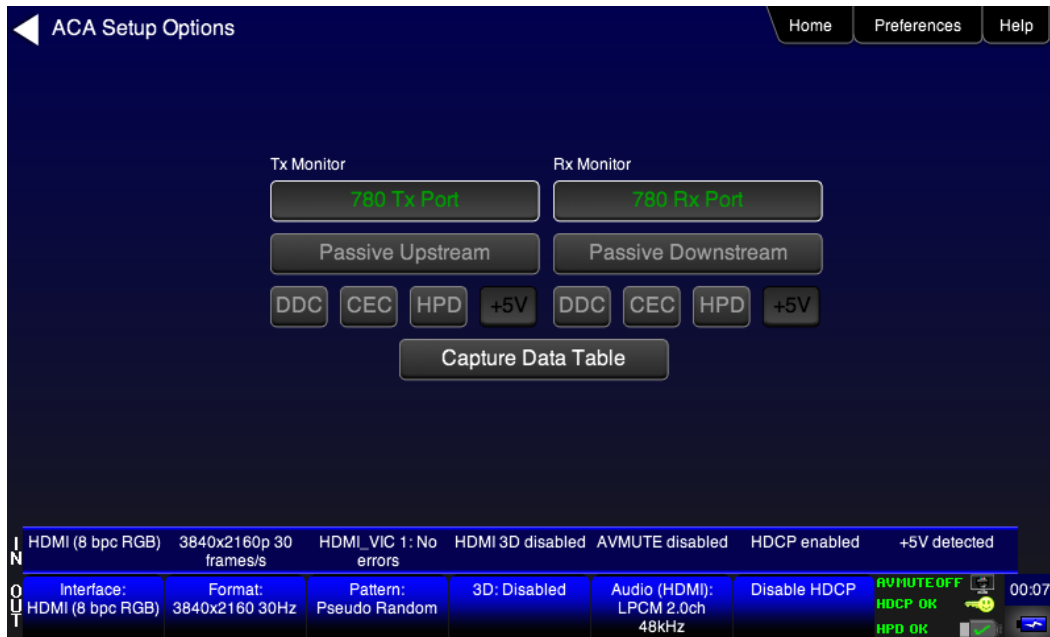 ACA Setup Options
Home
Preferences
Help
Tx Monitor
Rx Monitor
780 Tx Port
780 Rx Port
Passive Upstream
Passive Downstream
DDC
CEC
HPD
+5V
DDC
CEC
HPD
+5V
Capture Data Table
IN
HDMI (8 bpc RGB)
3840x2160p 30
frames/s
HDMI_VIC 1: No
errors
HDMI 3D disabled
AVMUTE disabled
HDCP enabled
+5V detected
OUT
Interface:
HDMI (8 bpc RGB)
Format:
3840x2160 30Hz
Pattern:
Pseudo Random
3D: Disabled
Audio (HDMI):
LPCM 2.0ch
48kHz
Disable HDCP
AVMUTEOFF
HDCP OK
HPD OK
00:07